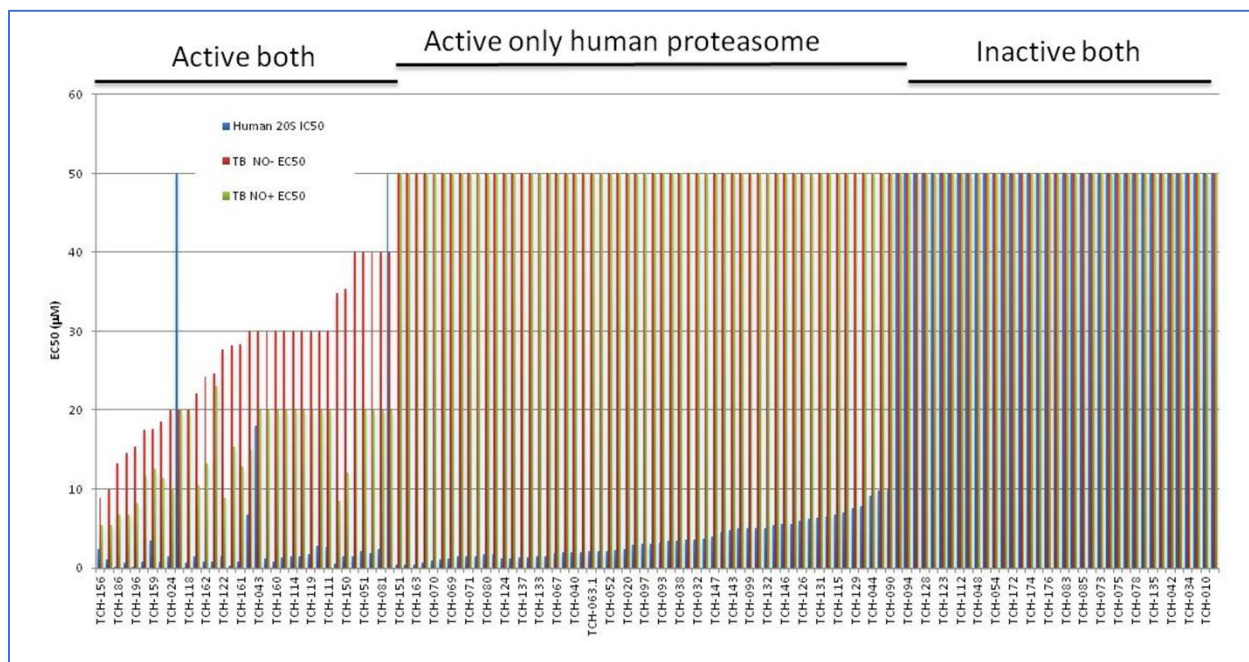 Active both
Active only human proteasome
Inactive both
60
50
40
30
20
10
0
EC50 (µM)
Human 20S IC50
TB NO- EC50
TB NO+ EC50
TCH-156
TCH-186
TCH-196
TCH-159
TCH-024
TCH-118
TCH-162
TCH-122
TCH-161
TCH-043
TCH-160
TCH-114
TCH-119
TCH-111
TCH-150
TCH-051
TCH-081
TCH-151
TCH-163
TCH-070
TCH-069
TCH-071
TCH-080
TCH-124
TCH-137
TCH-133
TCH-067
TCH-040
TCH-063.1
TCH-052
TCH-020
TCH-097
TCH-093
TCH-038
TCH-032
TCH-147
TCH-143
TCH-099
TCH-132
TCH-146
TCH-126
TCH-131
TCH-115
TCH-129
TCH-044
TCH-090
TCH-094
TCH-128
TCH-123
TCH-112
TCH-048
TCH-054
TCH-172
TCH-174
TCH-176
TCH-083
TCH-085
TCH-073
TCH-075
TCH-078
TCH-135
TCH-042
TCH-034
TCH-010